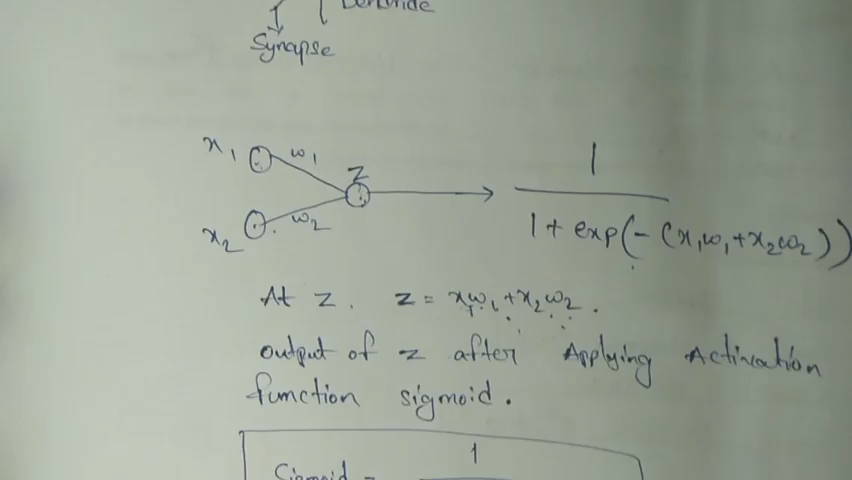 Dendride
Synapse
x1 w1 Z
1
x2 w2
1 + exp(- (x1w1 + x2w2))
At Z. Z = x1w1 + x2w2.
Output of z after Applying Activation
function sigmoid.
1
Sigmoid =